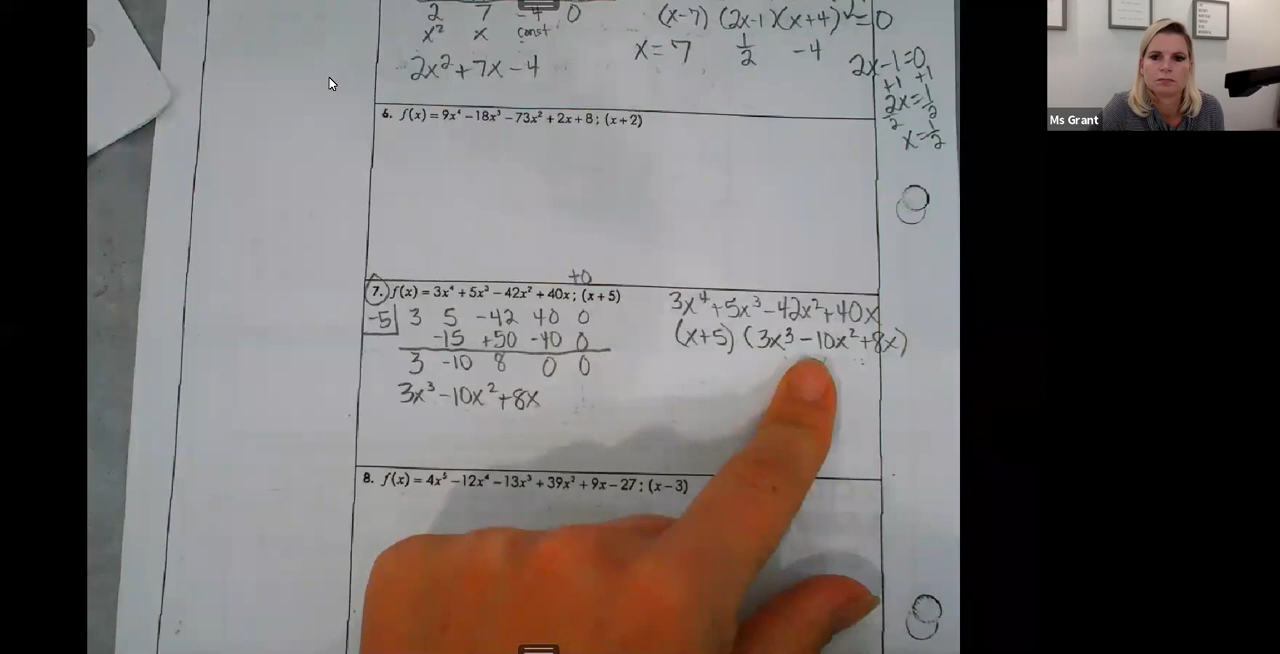 2 7 -4 0
x² x const
2x² + 7x - 4
(x-7) (2x-1)(x+4) = 0
x = 7 1/2 -4
2x-1=0
+1 +1
2x=1
2 2
x=1/2
6. f(x) = 9x⁴ – 18x³ – 73x² + 2x + 8 ; (x + 2)
+0
7. f(x) = 3x⁴ + 5x³ – 42x² + 40x ; (x + 5)
-5 3 5 -42 40 0
-15 +50 -40 0
3 -10 8 0 0
3x³ - 10x² + 8x
3x⁴ + 5x³ - 42x² + 40x
(x+5) (3x³ - 10x² + 8x)
8. f(x) = 4x⁵ – 12x⁴ – 13x³ + 39x² + 9x – 27 ; (x – 3)
Ms Grant